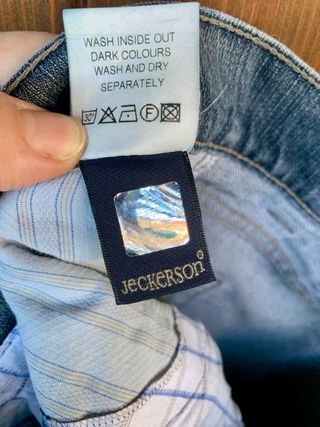 WASH INSIDE OUT
DARK COLOURS
WASH AND DRY
SEPARATELY
30° F
JECKERSON